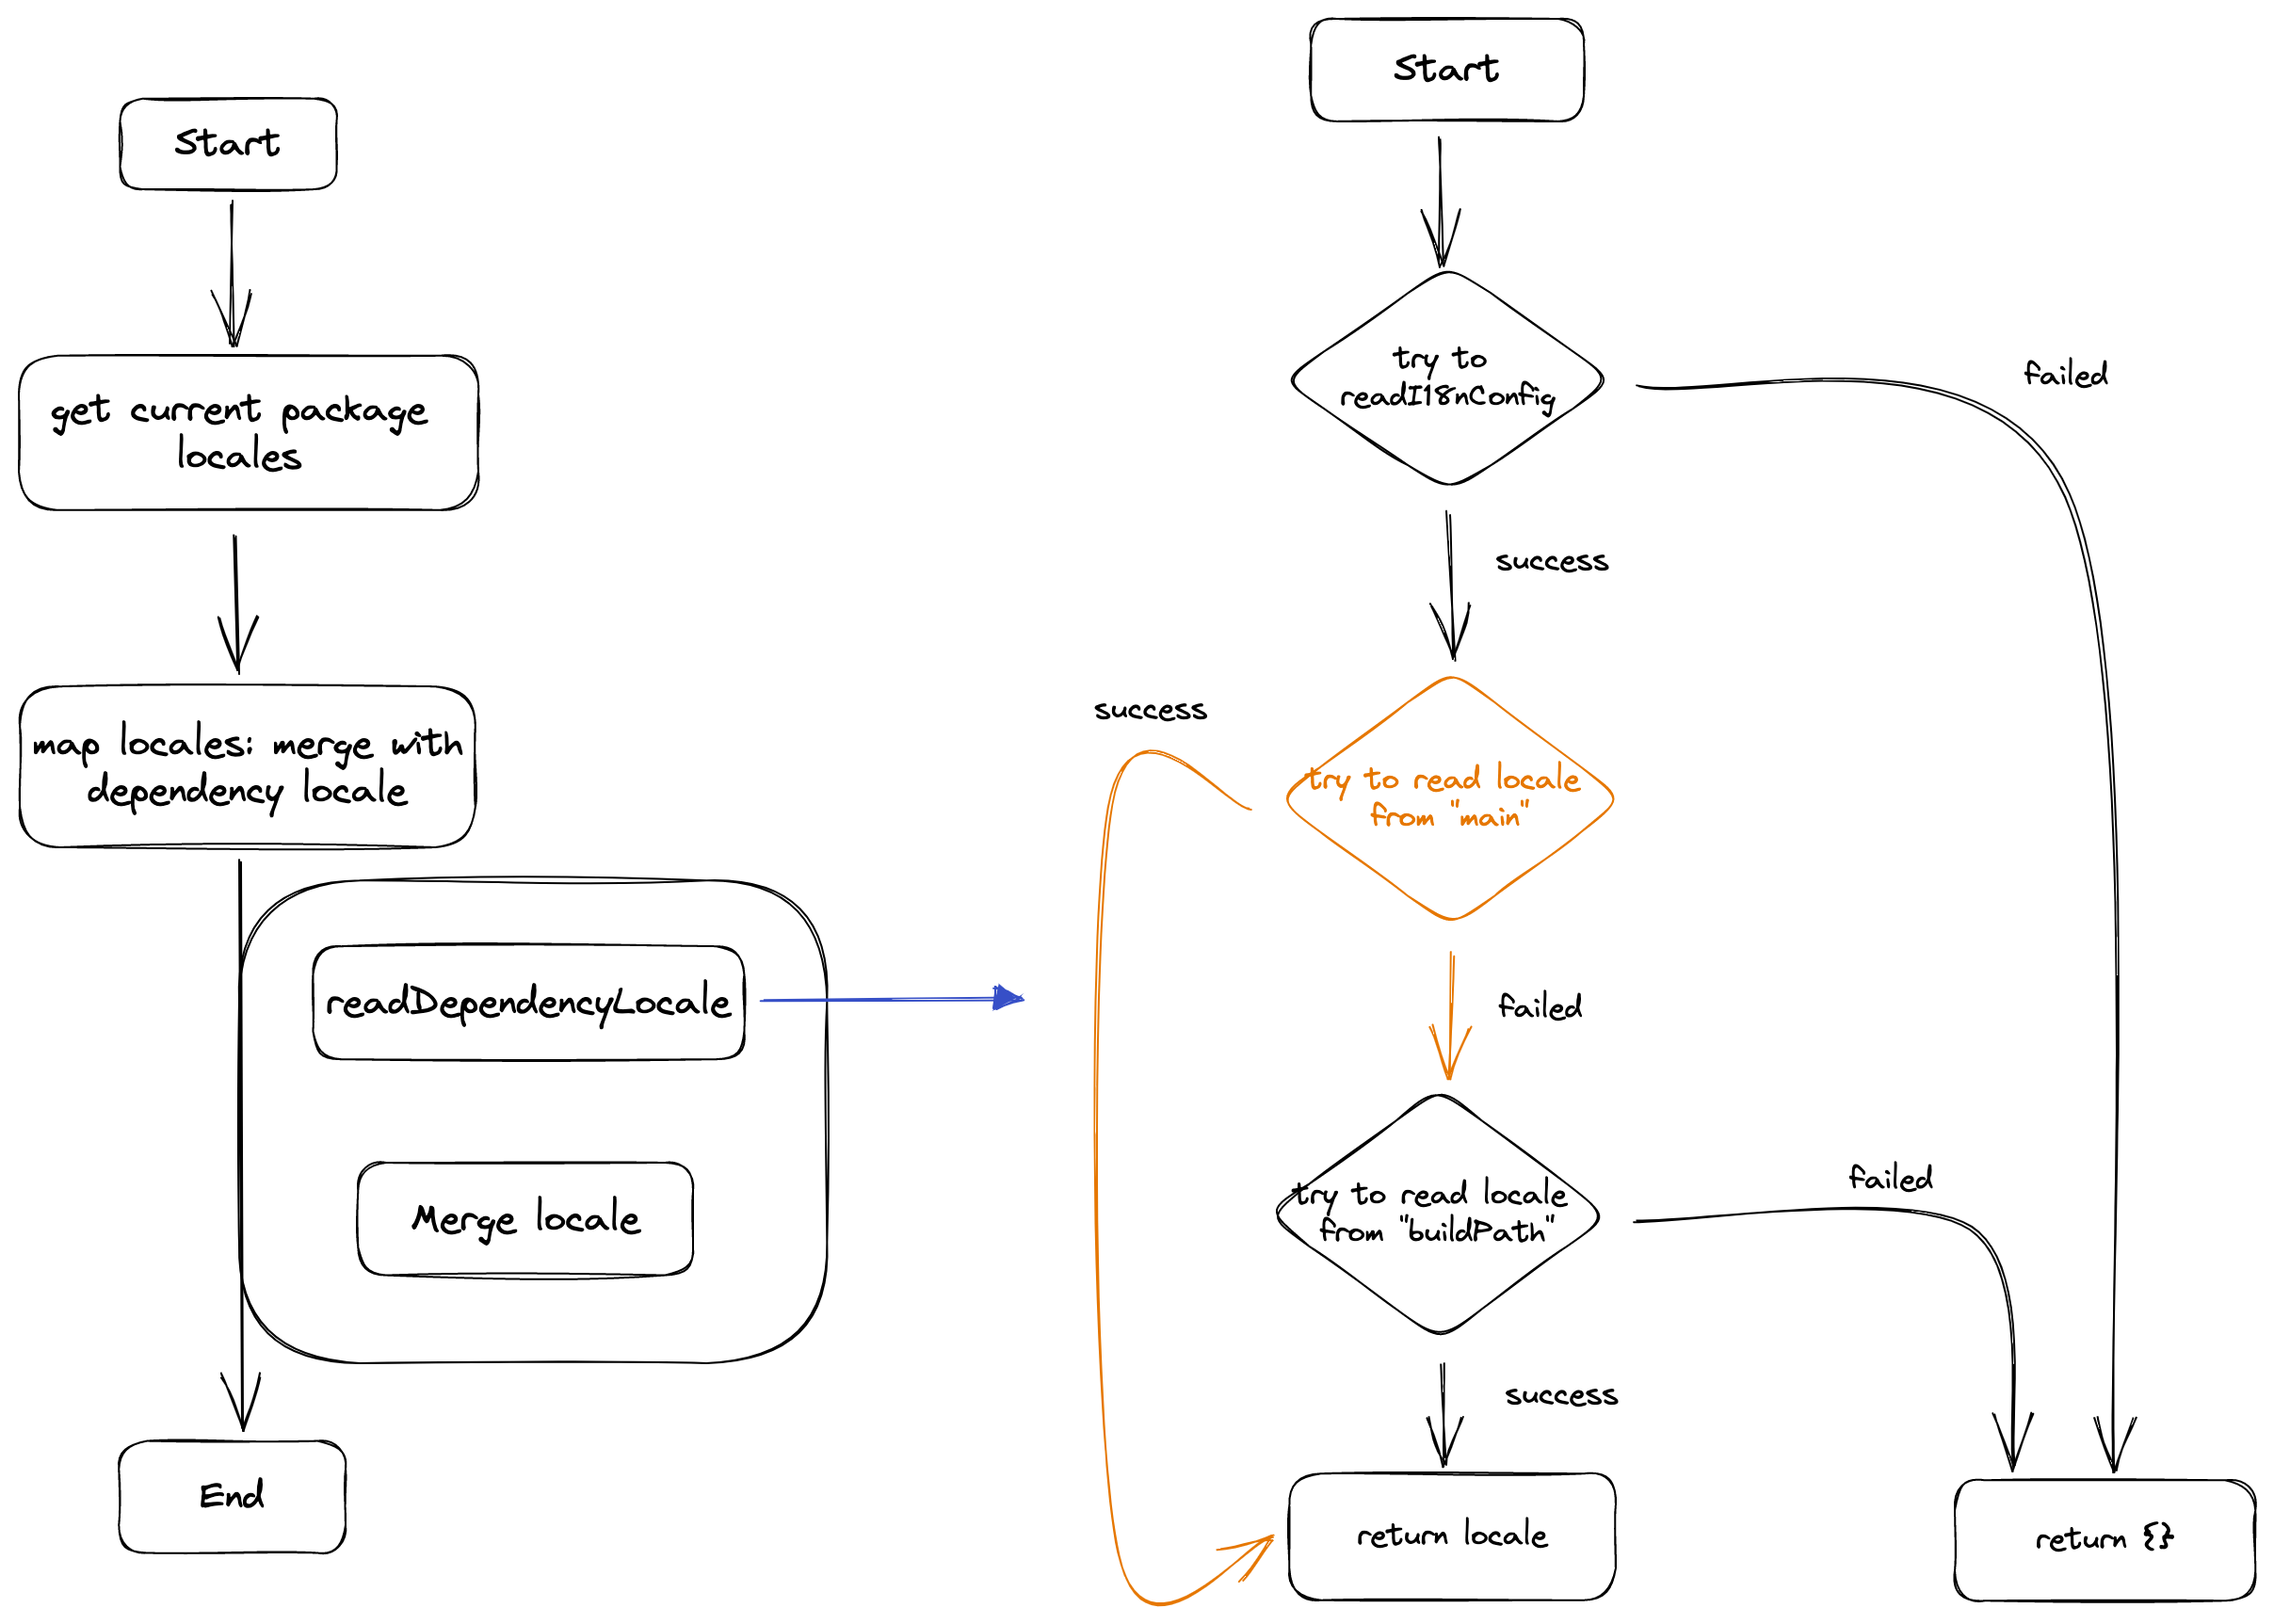 Start
get current package
locales
map locales: merge with
dependency locale
readDependencyLocale
Merge locale
End
Start
try to
readI18nConfig
failed
success
success
try to read locale
from "main"
failed
try to read locale
from "buildPath"
failed
success
return locale
return {}